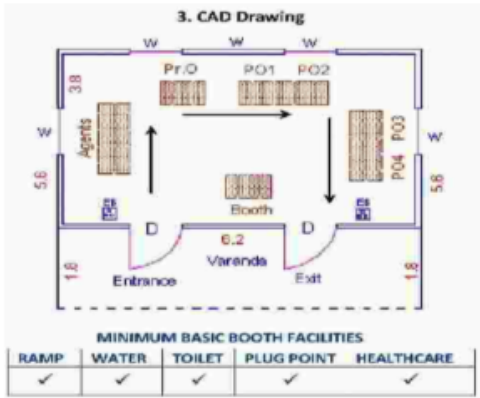 3. CAD Drawing
W W W
Pr.O PO1 PO2
3.8
Agents
W
PO3
PO4
W
5.6
5.6
Booth
D D
6.2
Varanda
Entrance
Exit
1.8
1.8
MINIMUM BASIC BOOTH FACILITIES
RAMP WATER TOILET PLUG POINT HEALTHCARE
✓ ✓ ✓ ✓ ✓